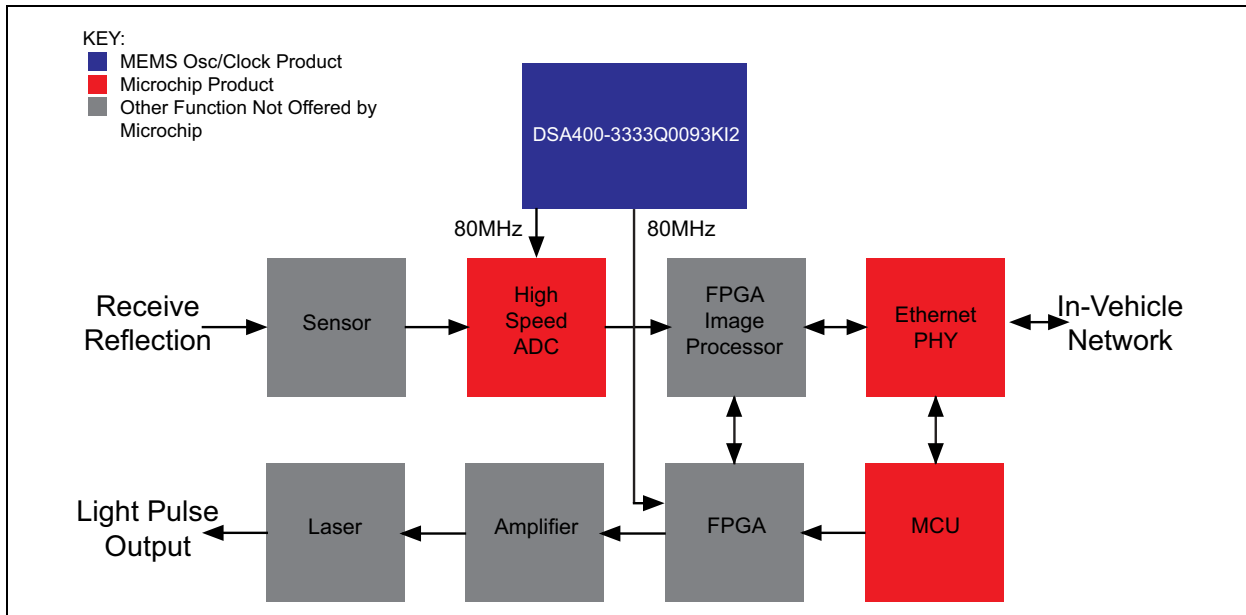 KEY:
MEMS Osc/Clock Product
Microchip Product
Other Function Not Offered by
Microchip
DSA400-3333Q0093KI2
80MHz
80MHz
Receive
Reflection
Sensor
High
Speed
ADC
FPGA
Image
Processor
Ethernet
PHY
In-Vehicle
Network
Light Pulse
Output
Laser
Amplifier
FPGA
MCU